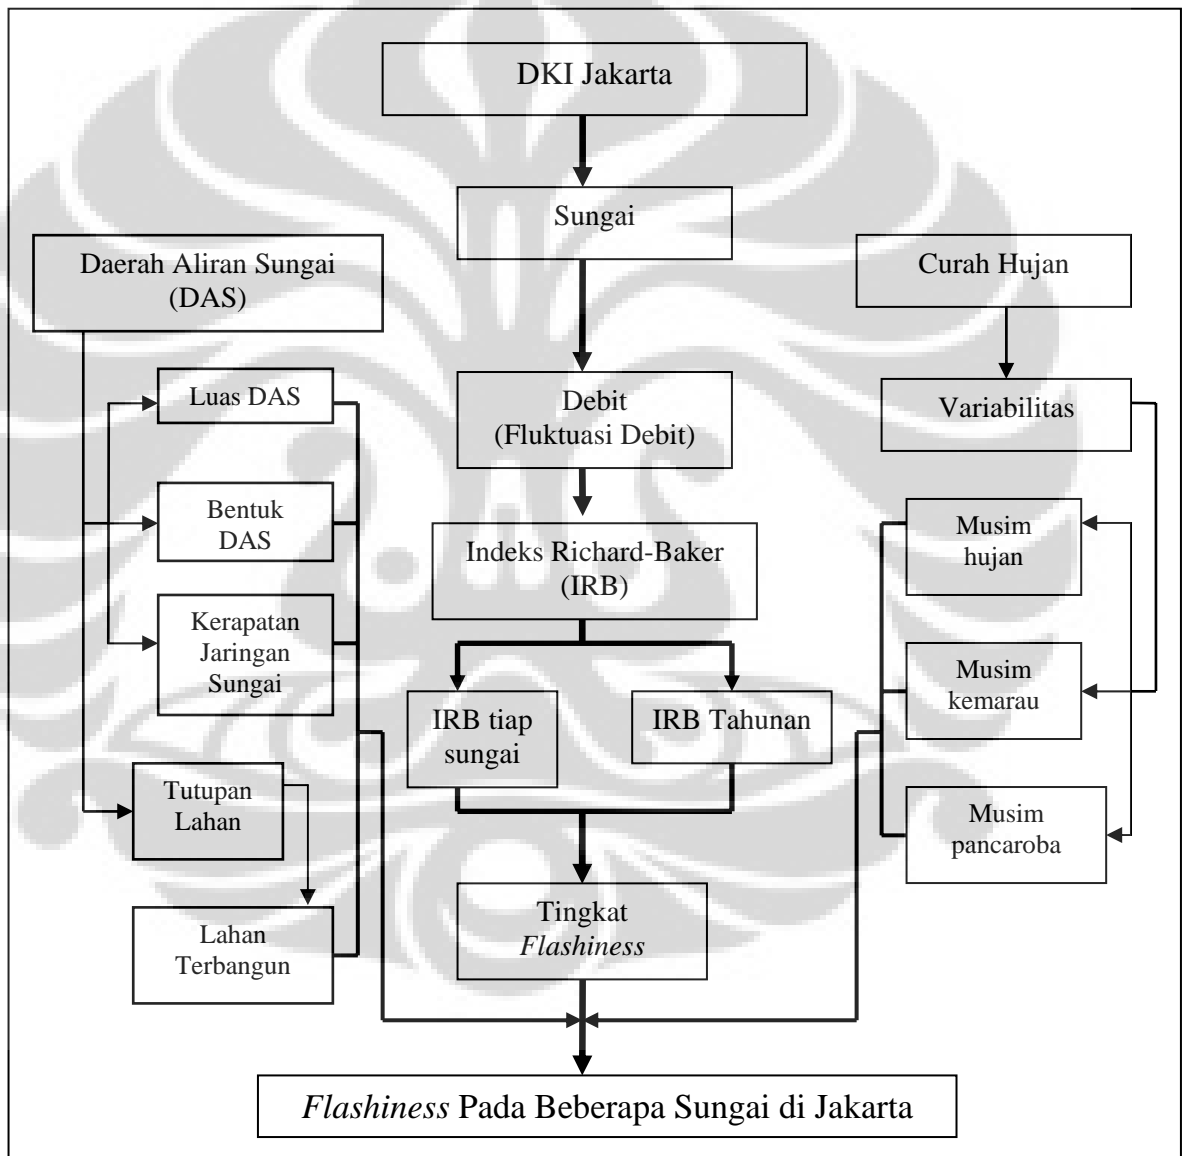 DKI Jakarta
Sungai
Daerah Aliran Sungai
(DAS)
Curah Hujan
Luas DAS
Debit
(Fluktuasi Debit)
Variabilitas
Bentuk
DAS
Indeks Richard-Baker
(IRB)
Musim
hujan
Kerapatan
Jaringan
Sungai
IRB tiap
sungai
IRB Tahunan
Musim
kemarau
Tutupan
Lahan
Musim
pancaroba
Tingkat
Flashiness
Lahan
Terbangun
Flashiness Pada Beberapa Sungai di Jakarta